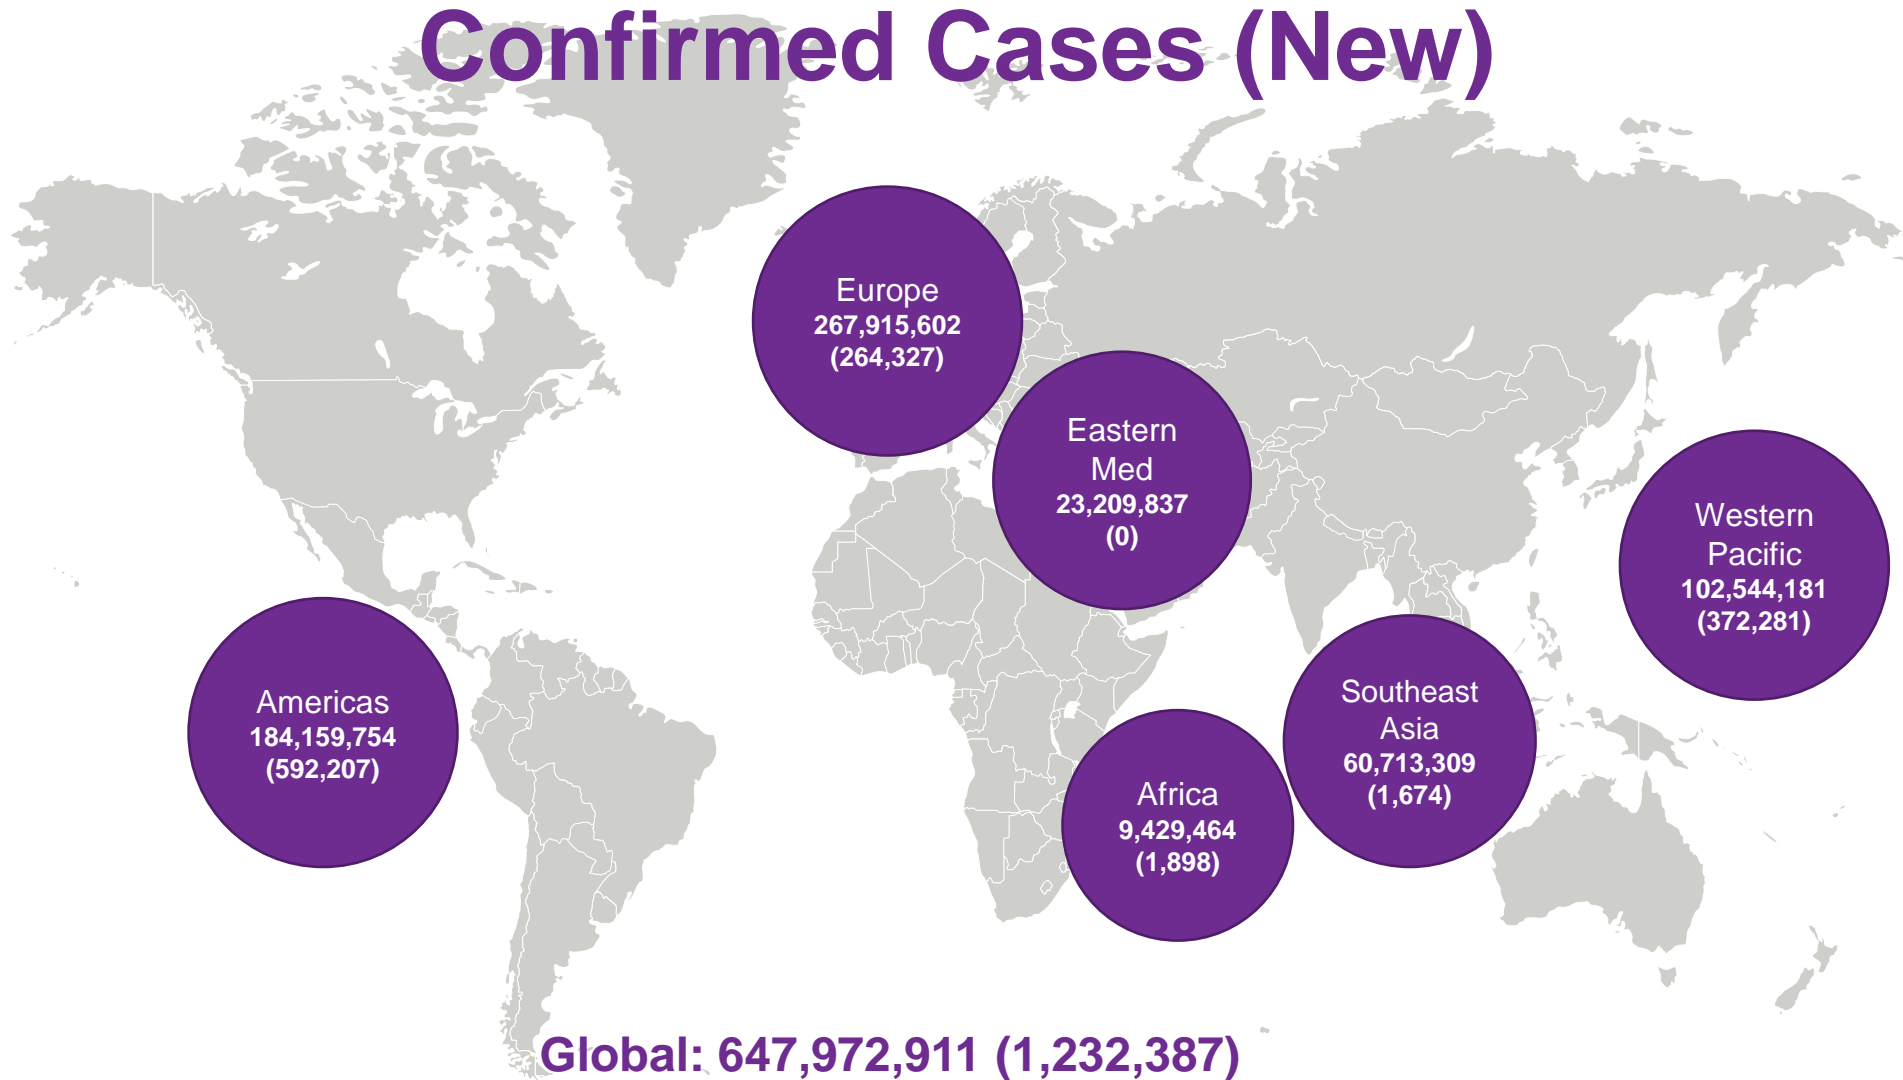 Confirmed Cases (New)
Europe
267,915,602
(264,327)
Eastern
Med
23,209,837
(0)
Western
Pacific
102,544,181
(372,281)
Americas
184,159,754
(592,207)
Southeast
Asia
60,713,309
(1,674)
Africa
9,429,464
(1,898)
Global: 647,972,911 (1,232,387)